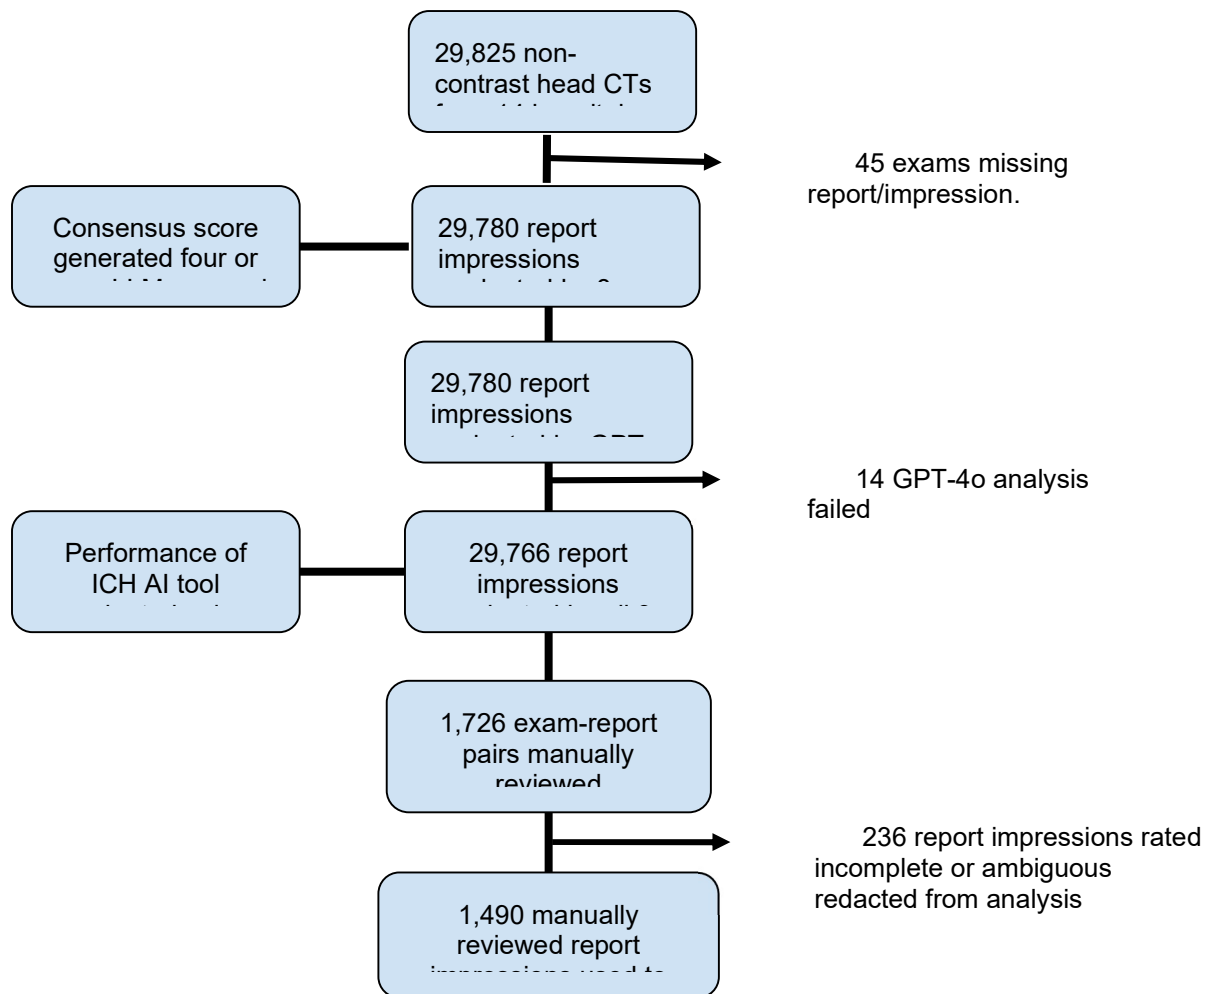 29,825 non-
contrast head CTs
45 exams missing
report/impression.
Consensus score
generated four or
29,780 report
impressions
29,780 report
impressions
14 GPT-4o analysis
failed
Performance of
ICH AI tool
29,766 report
impressions
1,726 exam-report
pairs manually
reviewed
236 report impressions rated
incomplete or ambiguous
redacted from analysis
1,490 manually
reviewed report
impressions used to